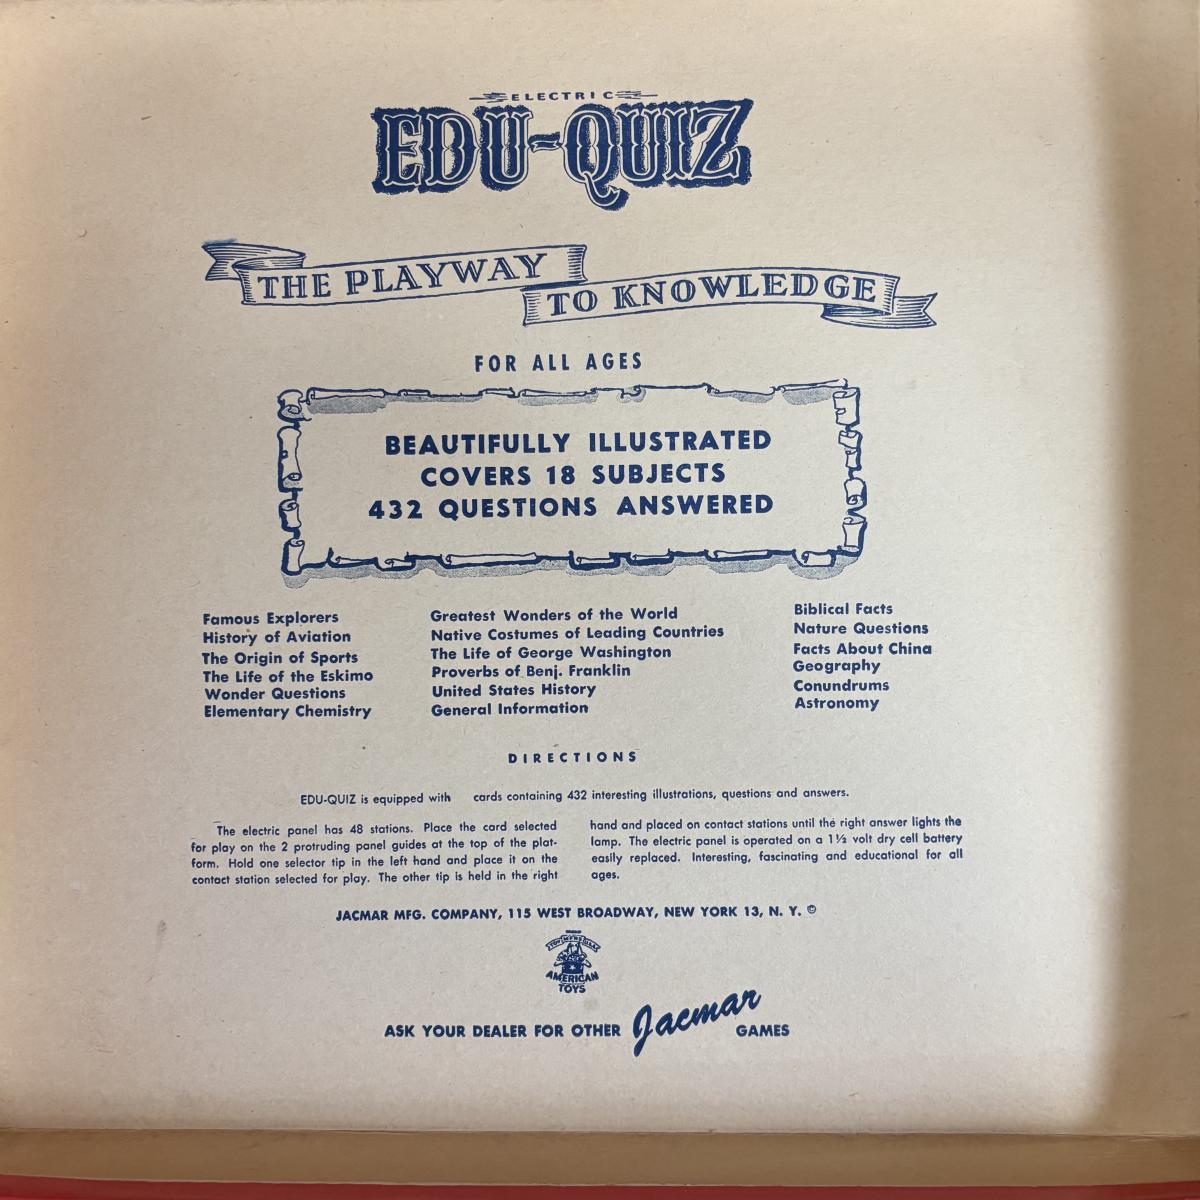 ELECTRIC
EDU-QUIZ
THE PLAYWAY
TO KNOWLEDGE
FOR ALL AGES
BEAUTIFULLY ILLUSTRATED
COVERS 18 SUBJECTS
432 QUESTIONS ANSWERED
Famous Explorers
History of Aviation
The Origin of Sports
The Life of the Eskimo
Wonder Questions
Elementary Chemistry
Greatest Wonders of the World
Native Costumes of Leading Countries
The Life of George Washington
Proverbs of Benj. Franklin
United States History
General Information
Biblical Facts
Nature Questions
Facts About China
Geography
Conundrums
Astronomy
DIRECTIONS
EDU-QUIZ is equipped with cards containing 432 interesting illustrations, questions and answers.
The electric panel has 48 stations. Place the card selected
for play on the 2 protruding panel guides at the top of the plat-
form. Hold one selector tip in the left hand and place it on the
contact station selected for play. The other tip is held in the right
hand and placed on contact stations until the right answer lights the
lamp. The electric panel is operated on a 1½ volt dry cell battery
easily replaced. Interesting, fascinating and educational for all
ages.
JACMAR MFG. COMPANY, 115 WEST BROADWAY, NEW YORK 13, N. Y. ©
AMERICAN
TOYS
ASK YOUR DEALER FOR OTHER Jacmar GAMES